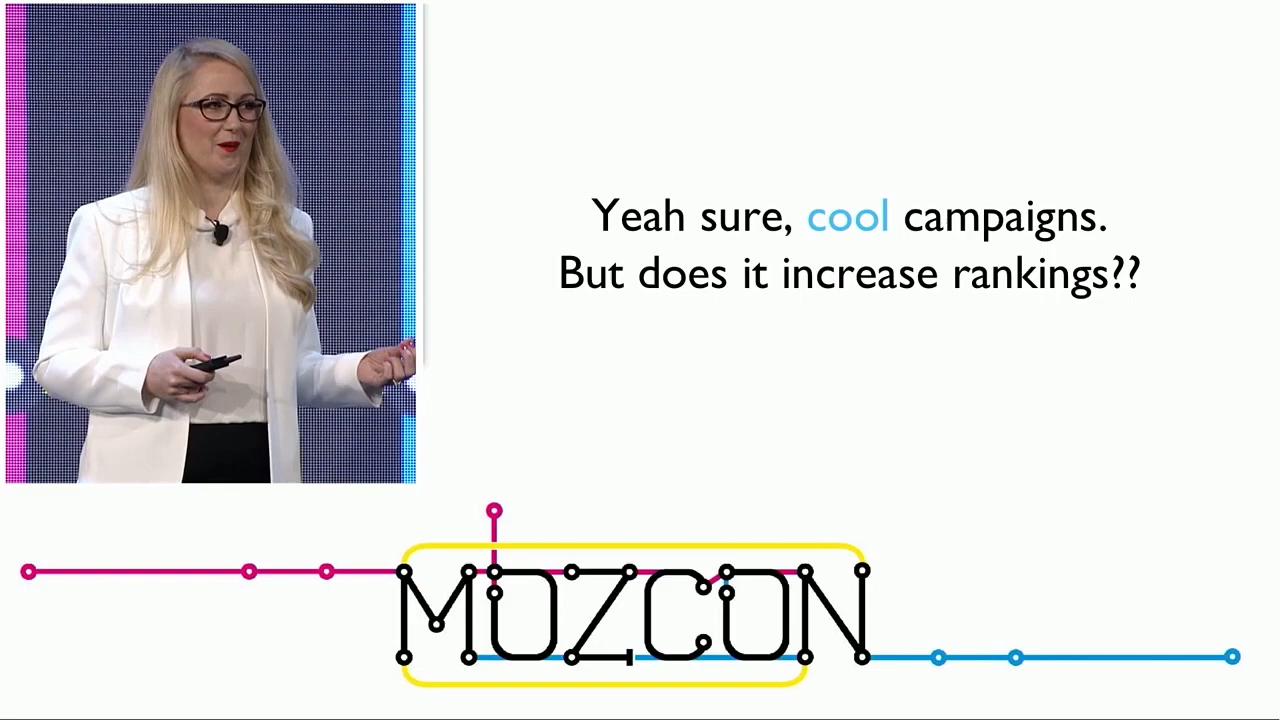 Yeah sure, cool campaigns.
But does it increase rankings??
MOZCON